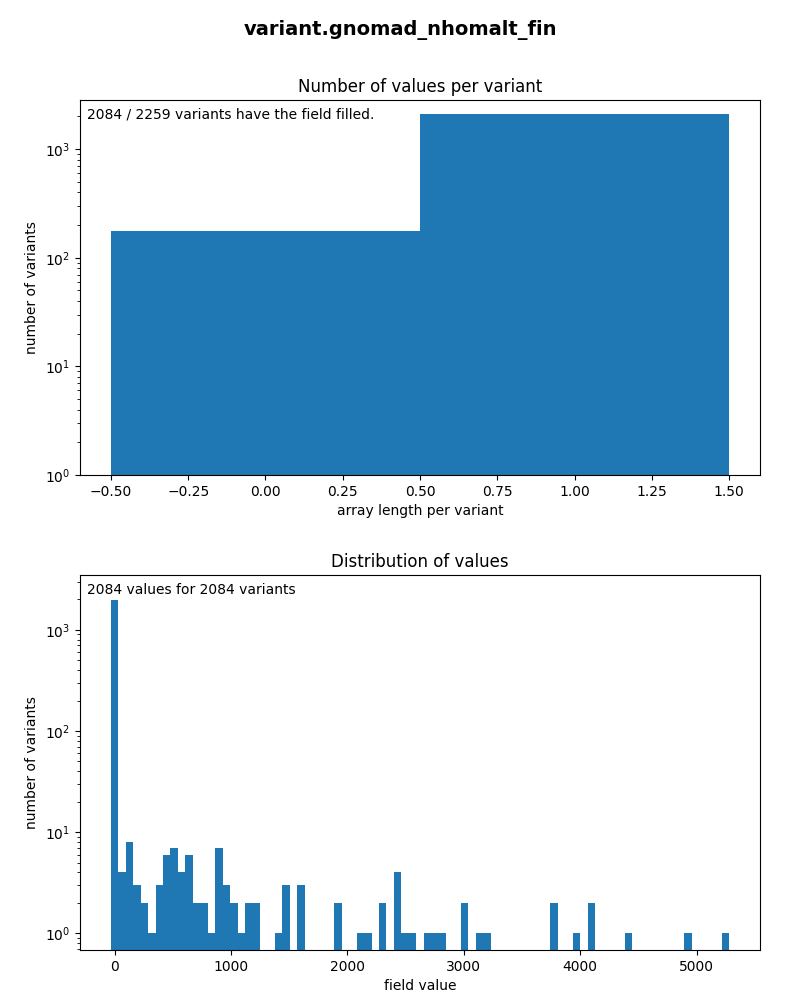 variant.gnomad_nhomalt_fin
Number of values per variant
2084 / 2259 variants have the field filled.
number of variants
10³
10²
10¹
10⁰
−0.50 −0.25 0.00 0.25 0.50 0.75 1.00 1.25 1.50
array length per variant
Distribution of values
2084 values for 2084 variants
number of variants
10³
10²
10¹
10⁰
0 1000 2000 3000 4000 5000
field value